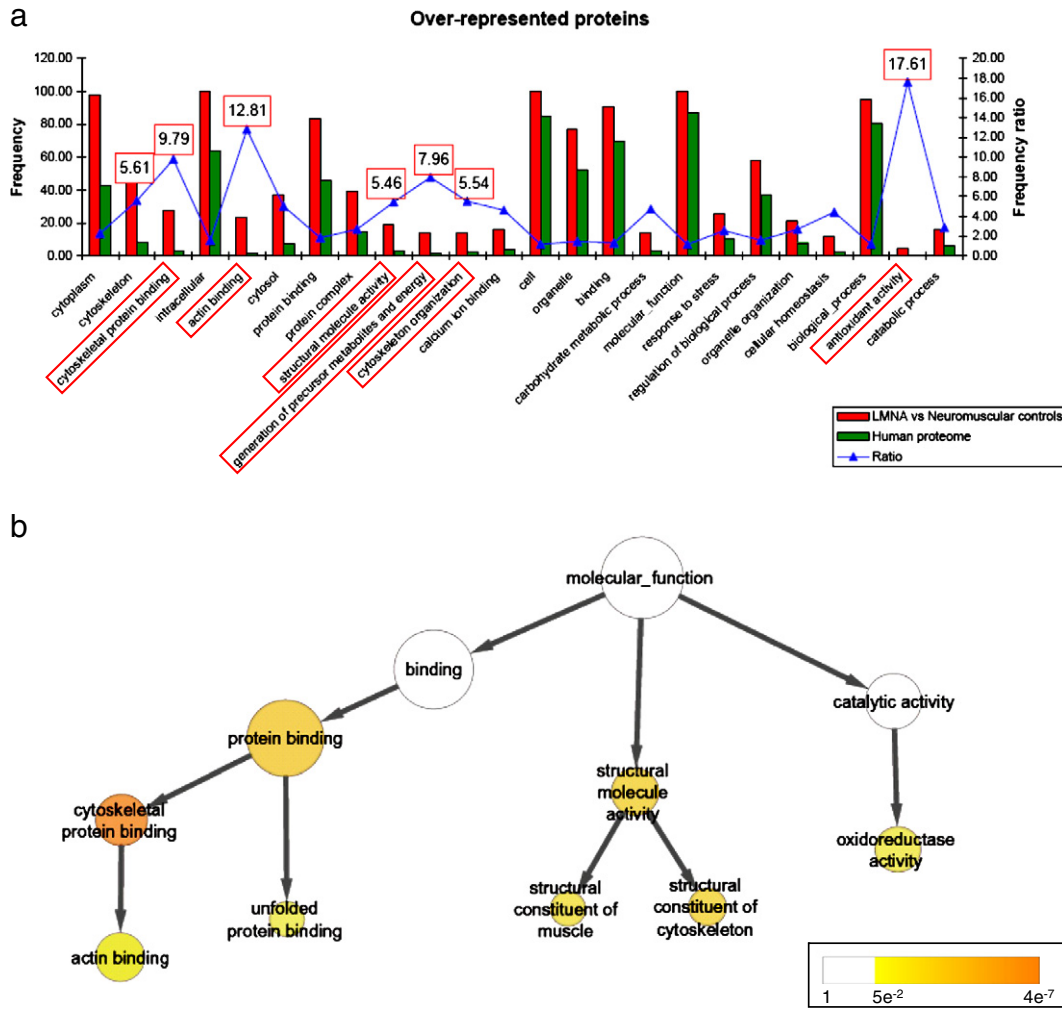 a
Over-represented proteins
120.00
100.00
80.00
60.00
40.00
20.00
0.00
Frequency
20.00
18.00
16.00
14.00
12.00
10.00
8.00
6.00
4.00
2.00
0.00
Frequency ratio
5.61
9.79
12.81
5.46
7.96
5.54
17.61
cytoplasm
cytoskeleton
cytoskeletal protein binding
intracellular
actin binding
cytosol
protein binding
protein complex
structural molecule activity
generation of precursor metabolites and energy
cytoskeleton organization
calcium ion binding
cell
organelle
binding
carbohydrate metabolic process
molecular_function
response to stress
regulation of biological process
organelle organization
cellular homeostasis
biological_process
antioxidant activity
catabolic process
LMNA vs Neuromuscular controls
Human proteome
Ratio
b
molecular_function
binding
catalytic activity
protein binding
structural
molecule
activity
cytoskeletal
protein binding
oxidoreductase
activity
unfolded
protein binding
structural
constituent of
muscle
structural
constituent of
cytoskeleton
actin binding
1 5e-2 4e-7